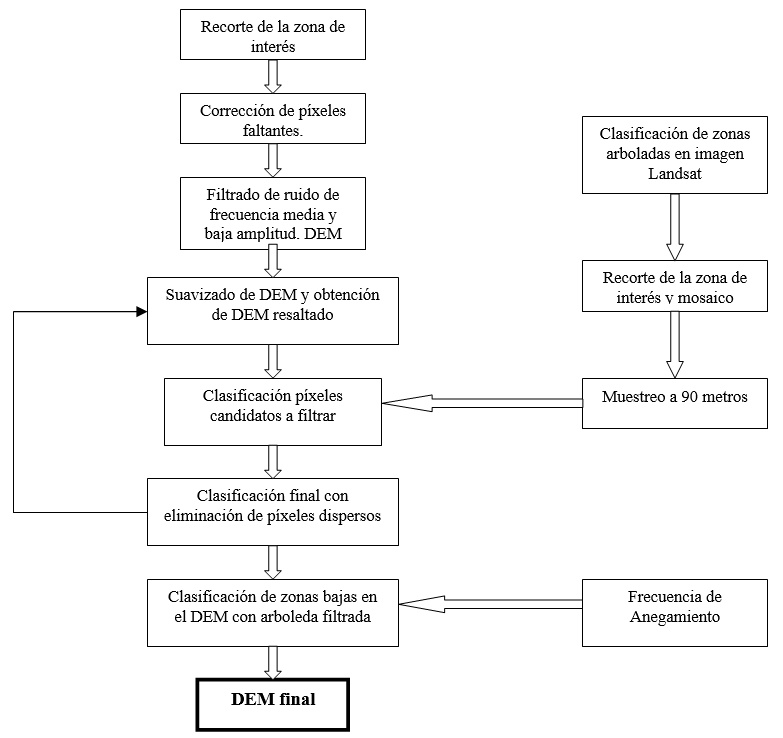 Recorte de la zona de
interés
Corrección de píxeles
faltantes.
Filtrado de ruido de
frecuencia media y
baja amplitud. DEM
Suavizado de DEM y obtención
de DEM resaltado
Clasificación píxeles
candidatos a filtrar
Clasificación final con
eliminación de píxeles dispersos
Clasificación de zonas bajas en
el DEM con arboleda filtrada
DEM final
Clasificación de zonas
arboladas en imagen
Landsat
Recorte de la zona de
interés y mosaico
Muestreo a 90 metros
Frecuencia de
Anegamiento